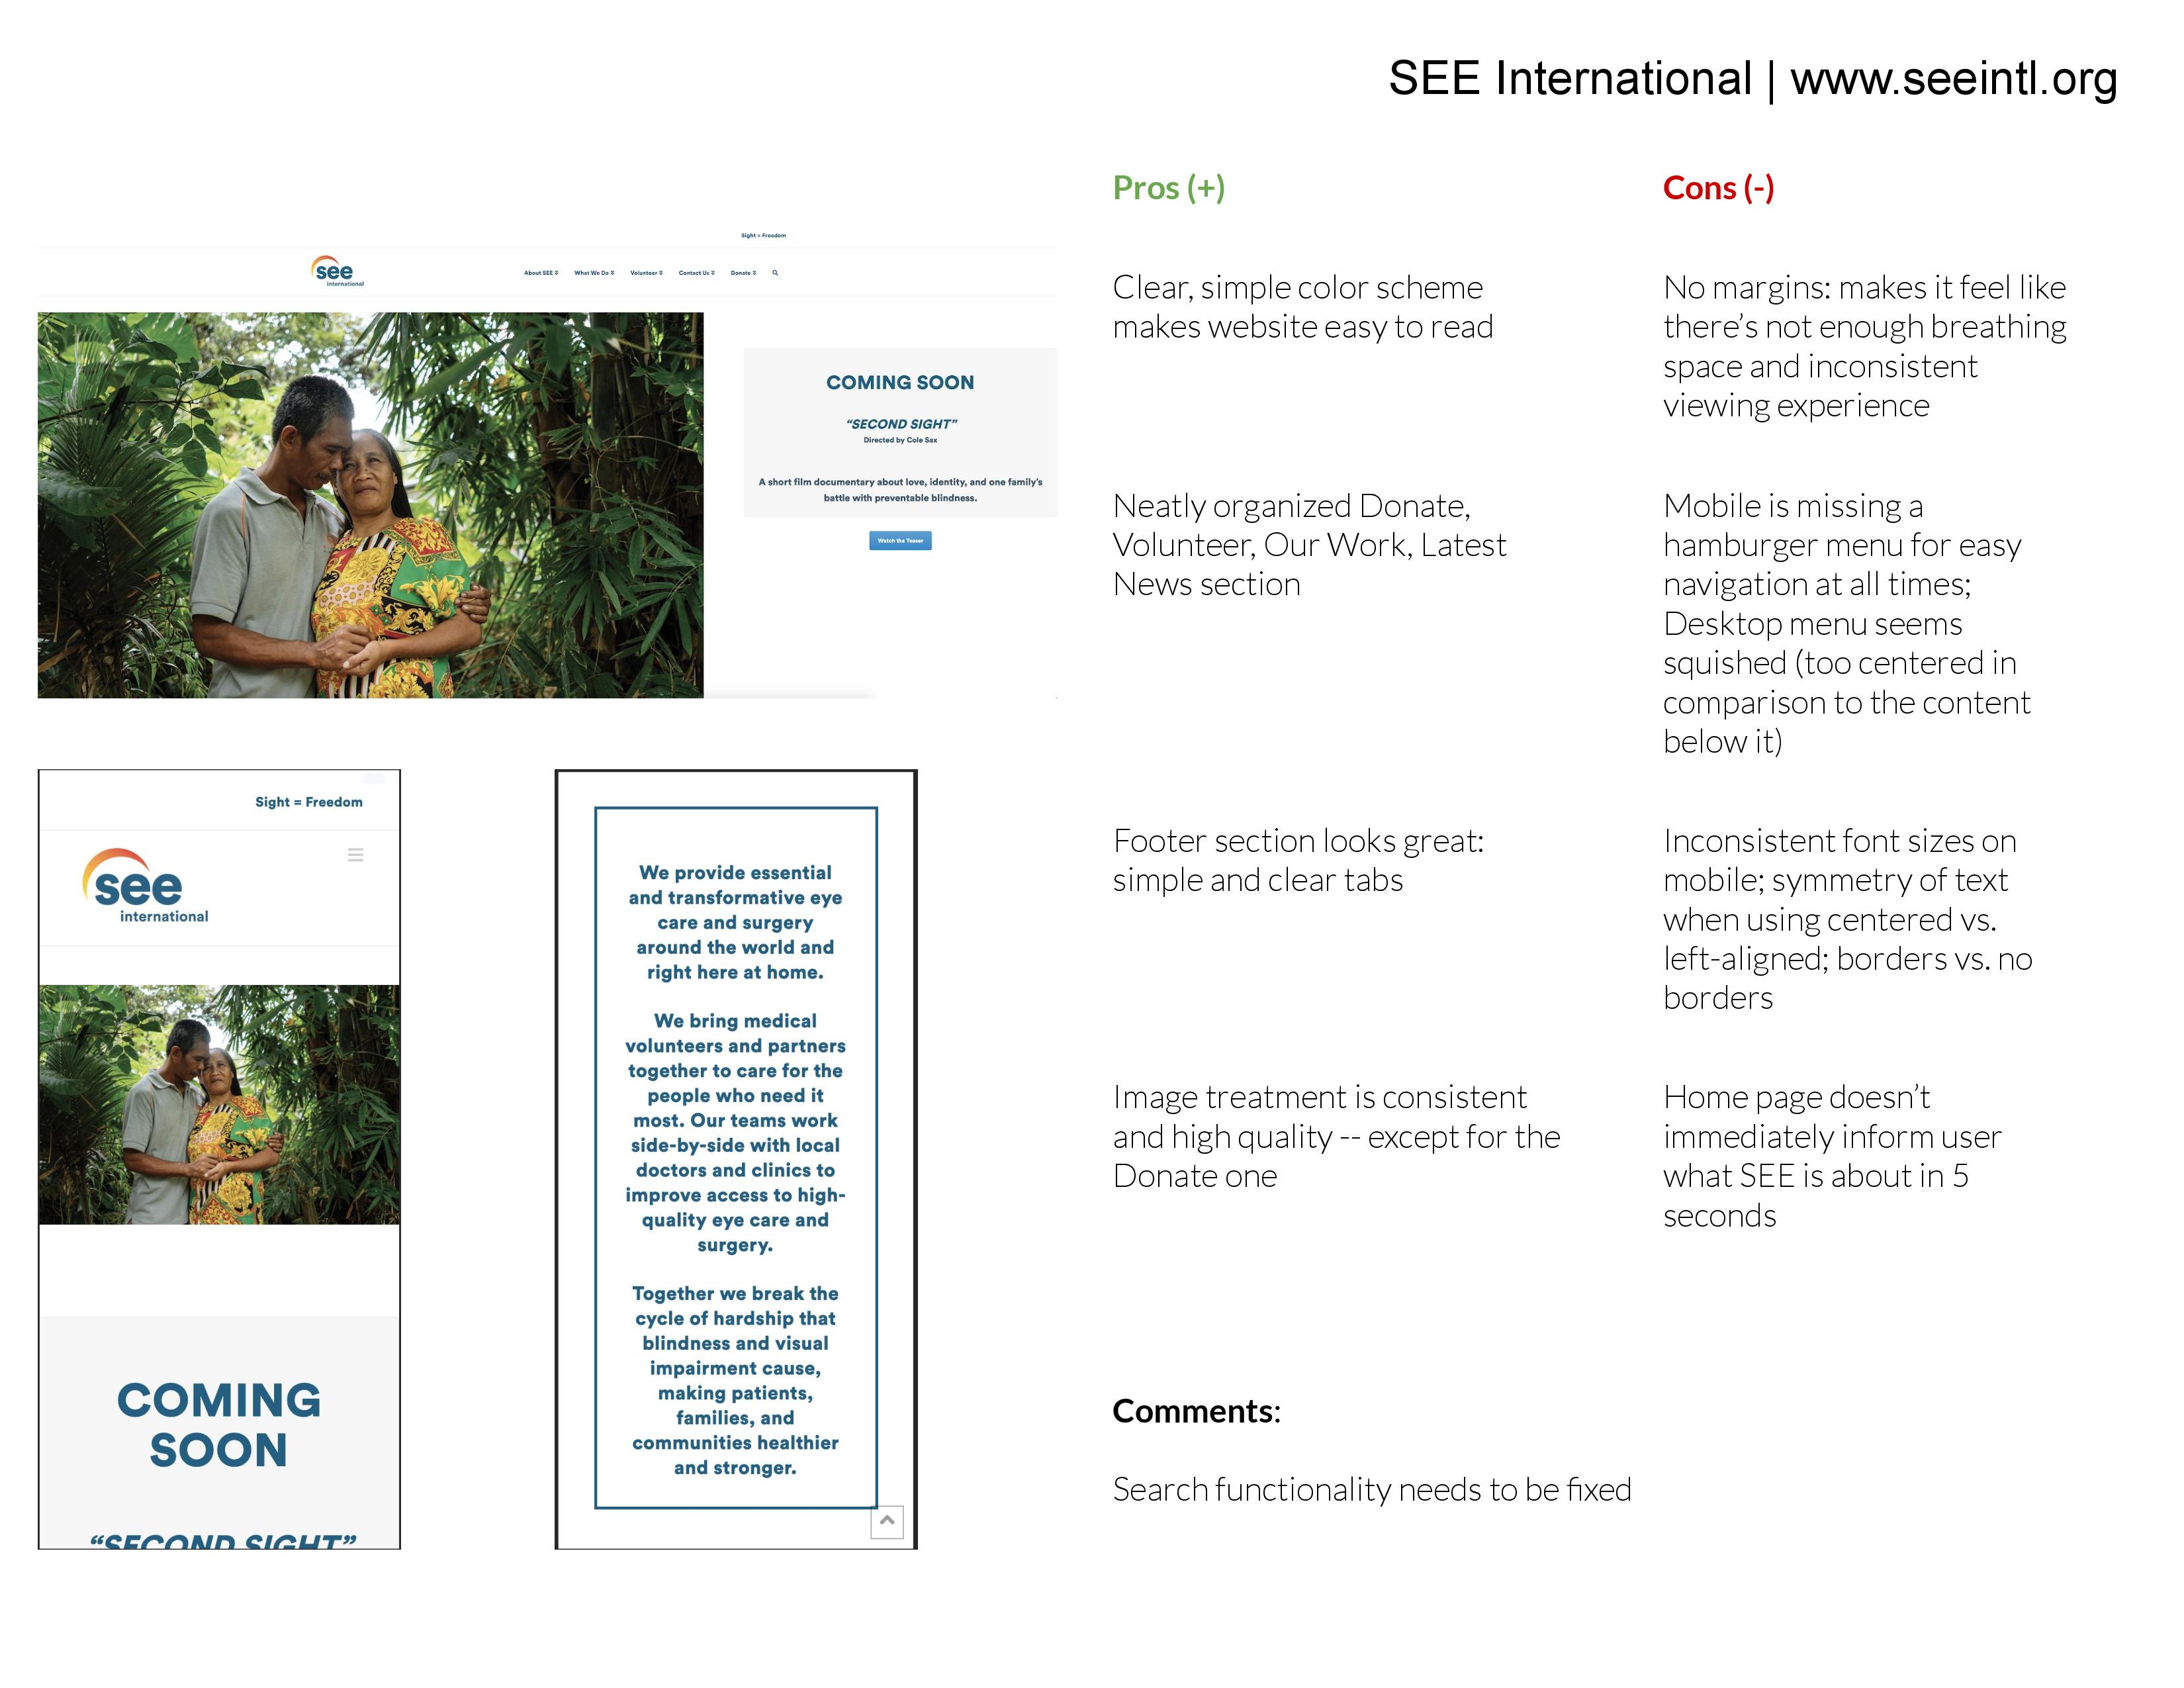 SEE International | www.seeintl.org
Sight = Freedom
see
international
About SEE
What We Do
Volunteer
Contact Us
Donate
COMING SOON
“SECOND SIGHT”
Directed by Cole Sax
A short film documentary about love, identity, and one family’s
battle with preventable blindness.
Watch the Teaser
Sight = Freedom
see
international
COMING
SOON
“SECOND SIGHT”
We provide essential
and transformative eye
care and surgery
around the world and
right here at home.
We bring medical
volunteers and partners
together to care for the
people who need it
most. Our teams work
side-by-side with local
doctors and clinics to
improve access to high-
quality eye care and
surgery.
Together we break the
cycle of hardship that
blindness and visual
impairment cause,
making patients,
families, and
communities healthier
and stronger.
Pros (+)
Clear, simple color scheme
makes website easy to read
Neatly organized Donate,
Volunteer, Our Work, Latest
News section
Footer section looks great:
simple and clear tabs
Image treatment is consistent
and high quality -- except for the
Donate one
Cons (-)
No margins: makes it feel like
there’s not enough breathing
space and inconsistent
viewing experience
Mobile is missing a
hamburger menu for easy
navigation at all times;
Desktop menu seems
squished (too centered in
comparison to the content
below it)
Inconsistent font sizes on
mobile; symmetry of text
when using centered vs.
left-aligned; borders vs. no
borders
Home page doesn’t
immediately inform user
what SEE is about in 5
seconds
Comments:
Search functionality needs to be fixed